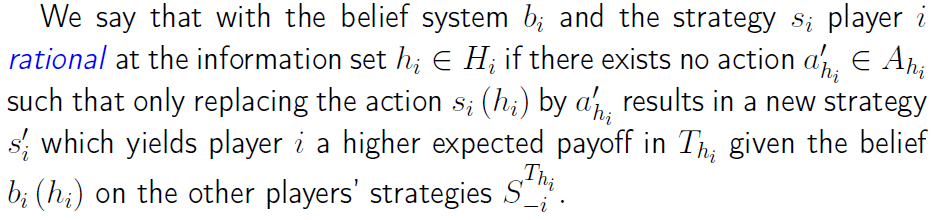 We say that with the belief system $b_i$ and the strategy $s_i$ player $i$
rational at the information set $h_i \in H_i$ if there exists no action $a'_{h_i} \in A_{h_i}$
such that only replacing the action $s_i (h_i)$ by $a'_{h_i}$ results in a new strategy
$s'_i$ which yields player $i$ a higher expected payoff in $T_{h_i}$ given the belief
$b_i (h_i)$ on the other players' strategies $S_{-i}^{T_{h_i}}$.